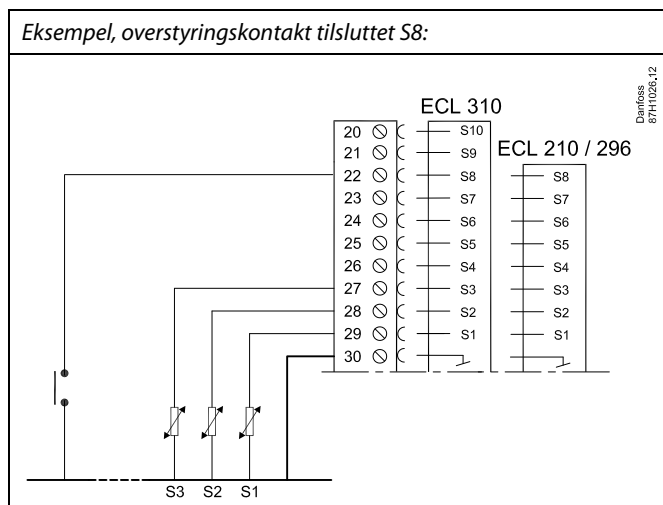 Eksempel, overstyringskontakt tilsluttet S8:
Danfoss
87H1026.12
ECL 310
ECL 210 / 296
20 S10
21 S9
22 S8 S8
23 S7 S7
24 S6 S6
25 S5 S5
26 S4 S4
27 S3 S3
28 S2 S2
29 S1 S1
30
S3 S2 S1